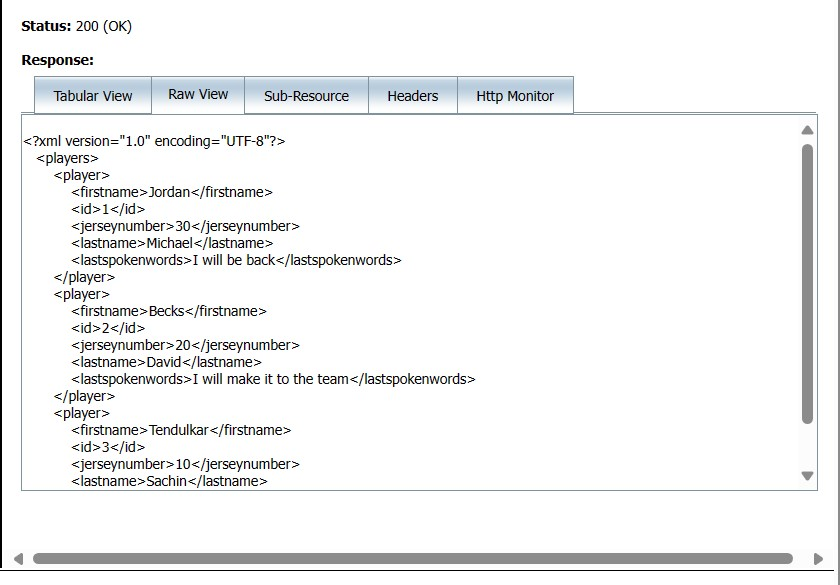 Status: 200 (OK)
Response:
Tabular View Raw View Sub-Resource Headers Http Monitor
<?xml version="1.0" encoding="UTF-8"?>
<players>
<player>
<firstname>Jordan</firstname>
<id>1</id>
<jerseynumber>30</jerseynumber>
<lastname>Michael</lastname>
<lastspokenwords>I will be back</lastspokenwords>
</player>
<player>
<firstname>Becks</firstname>
<id>2</id>
<jerseynumber>20</jerseynumber>
<lastname>David</lastname>
<lastspokenwords>I will make it to the team</lastspokenwords>
</player>
<player>
<firstname>Tendulkar</firstname>
<id>3</id>
<jerseynumber>10</jerseynumber>
<lastname>Sachin</lastname>